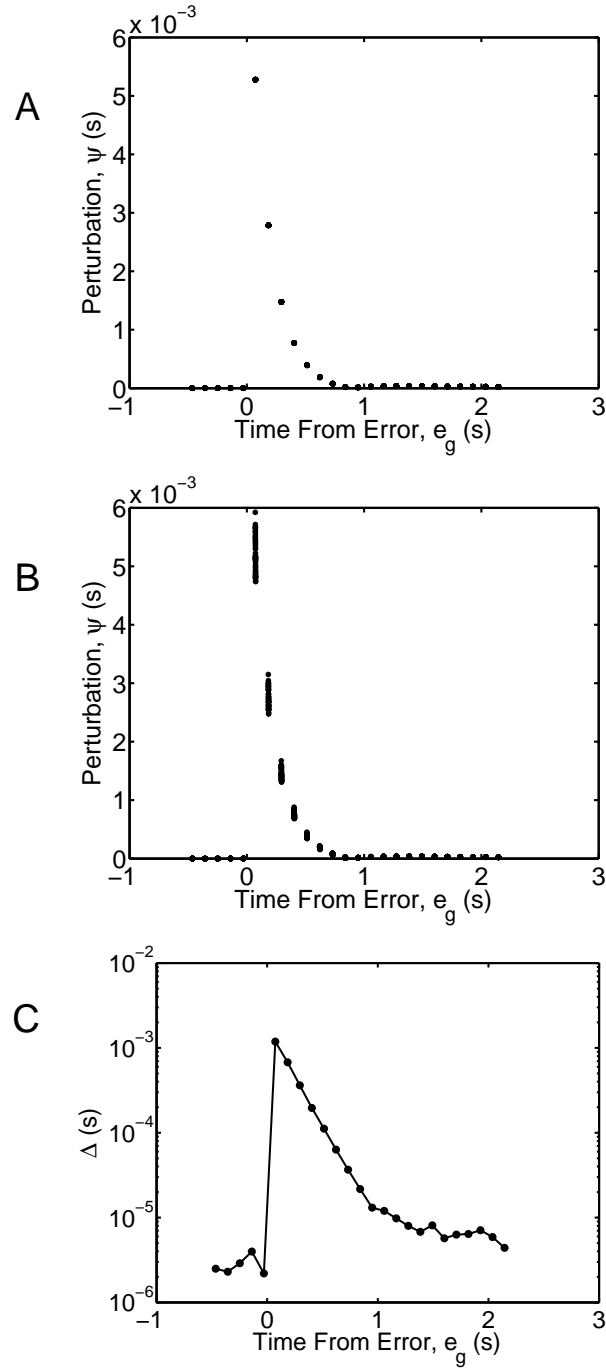 A
x 10⁻³
6
5
4
3
2
1
0
Perturbation, ψ (s)
−1 0 1 2 3
Time From Error, e_g (s)
B
x 10⁻³
6
5
4
3
2
1
0
Perturbation, ψ (s)
−1 0 1 2 3
Time From Error, e_g (s)
C
10⁻²
10⁻³
10⁻⁴
10⁻⁵
10⁻⁶
Δ (s)
−1 0 1 2 3
Time From Error, e_g (s)